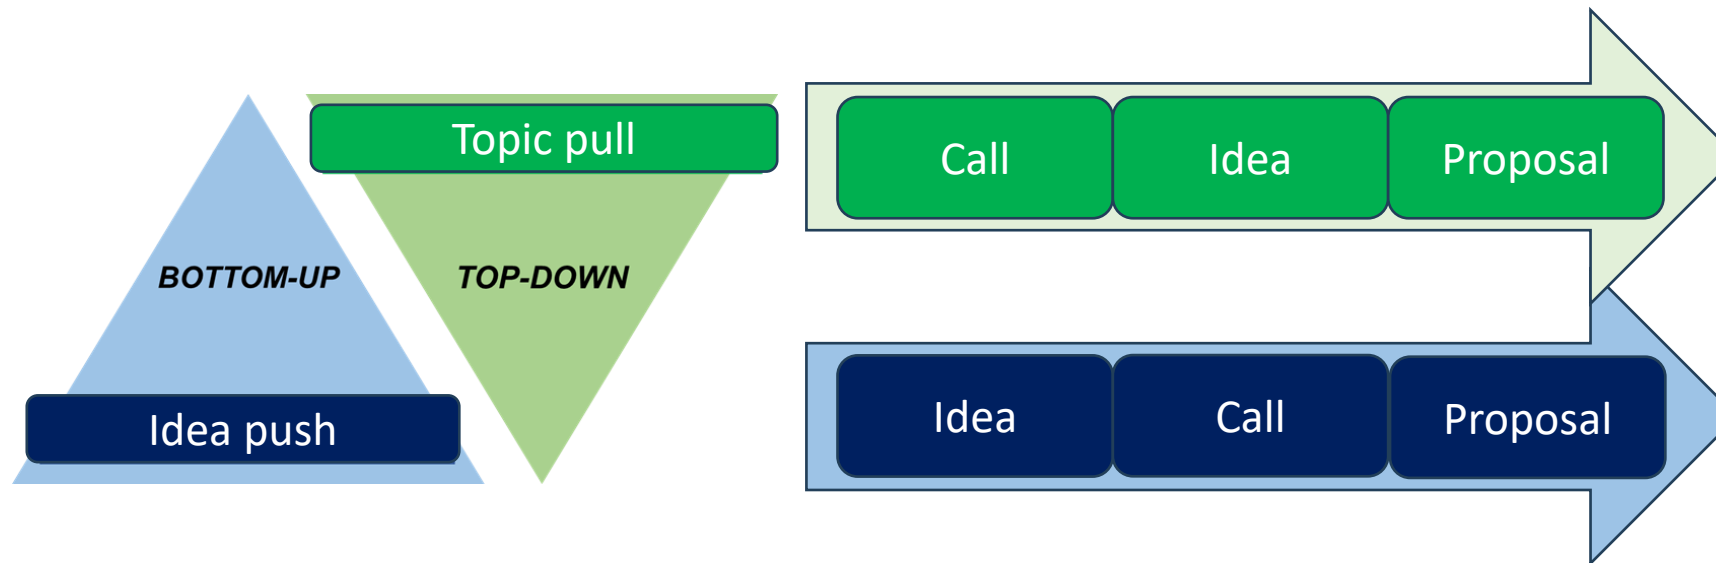 Topic pull
BOTTOM-UP
TOP-DOWN
Idea push
Call
Idea
Proposal
Idea
Call
Proposal